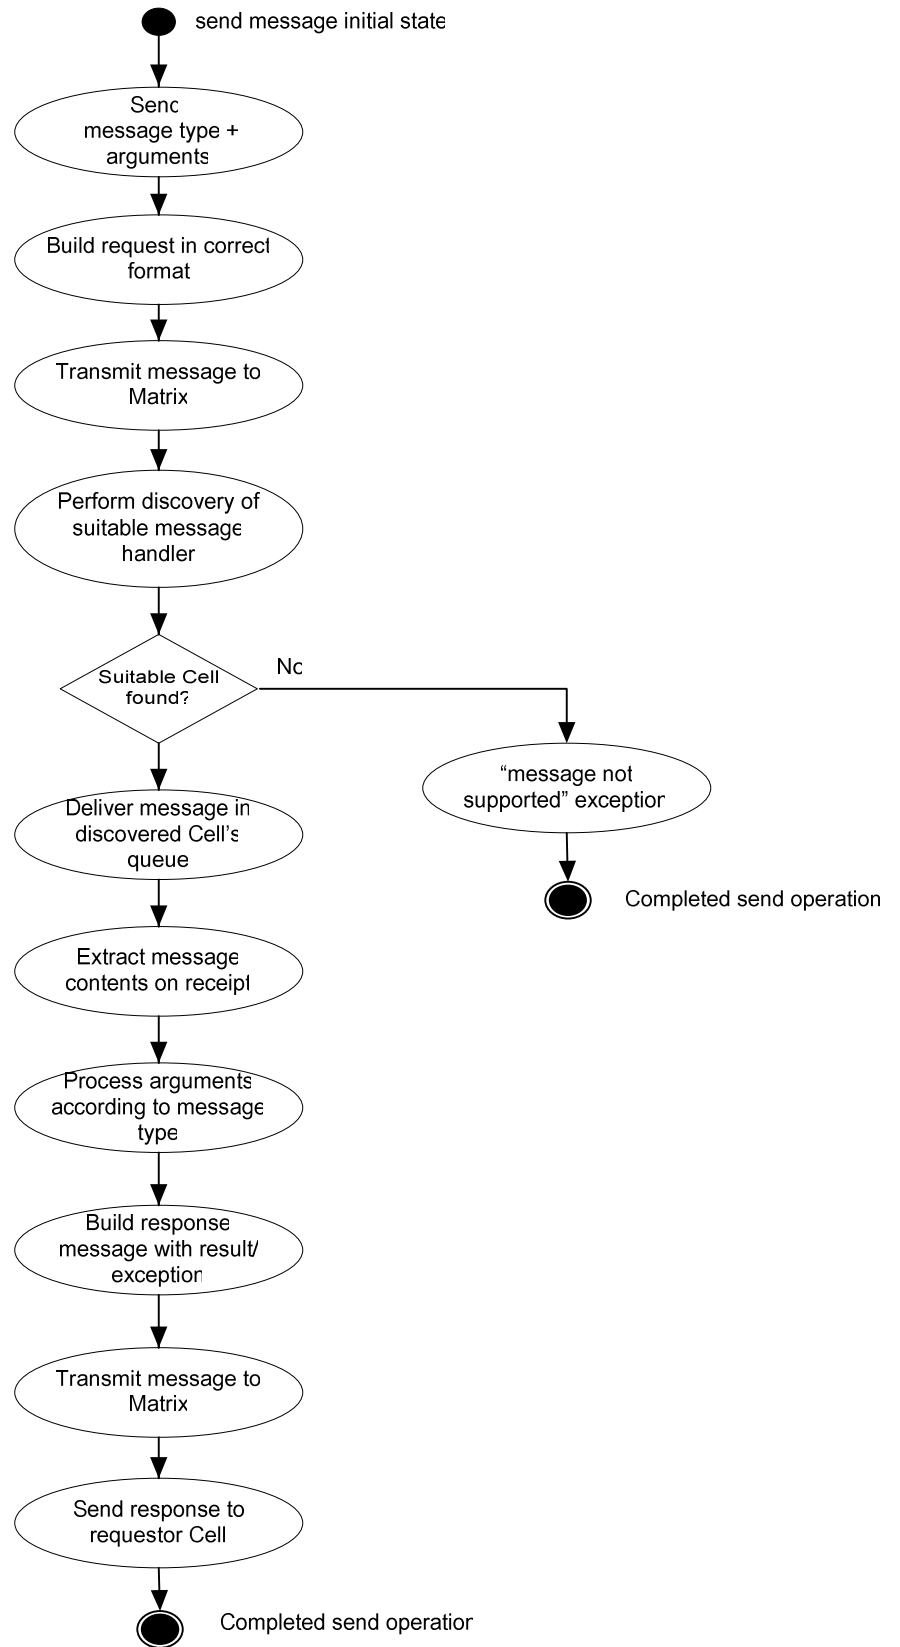 send message initial state
Send
message type +
arguments
Build request in correct
format
Transmit message to
Matrix
Perform discovery of
suitable message
handler
Suitable Cell
found?
No
“message not
supported” exception
Completed send operation
Deliver message in
discovered Cell’s
queue
Extract message
contents on receipt
Process arguments
according to message
type
Build response
message with result/
exception
Transmit message to
Matrix
Send response to
requestor Cell
Completed send operation